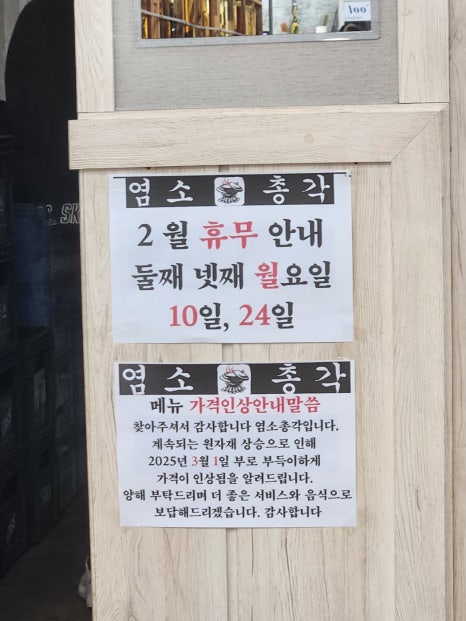 100
염소 총각
2월 휴무 안내
둘째 넷째 월요일
10일, 24일
염소 총각
메뉴 가격인상안내말씀
찾아주셔서 감사합니다 염소총각입니다.
계속되는 원자재 상승으로 인해
2025년 3월 1일 부로 부득이하게
가격이 인상됨을 알려드립니다.
양해 부탁드리며 더 좋은 서비스와 음식으로
보답해드리겠습니다. 감사합니다